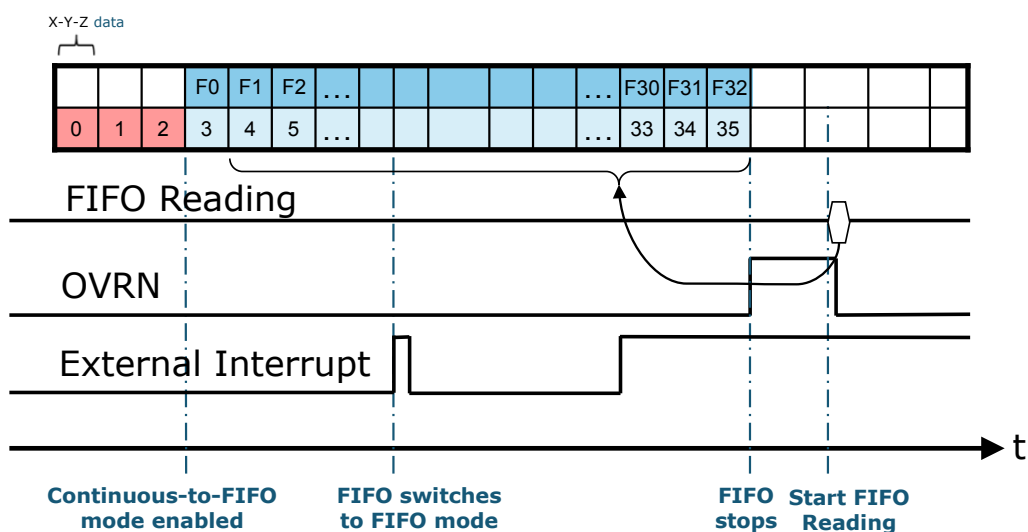 X-Y-Z data
F0 F1 F2 ... ... F30 F31 F32
0 1 2 3 4 5 ... ... 33 34 35
FIFO Reading
OVRN
External Interrupt
t
Continuous-to-FIFO
mode enabled
FIFO switches
to FIFO mode
FIFO
stops
Start FIFO
Reading